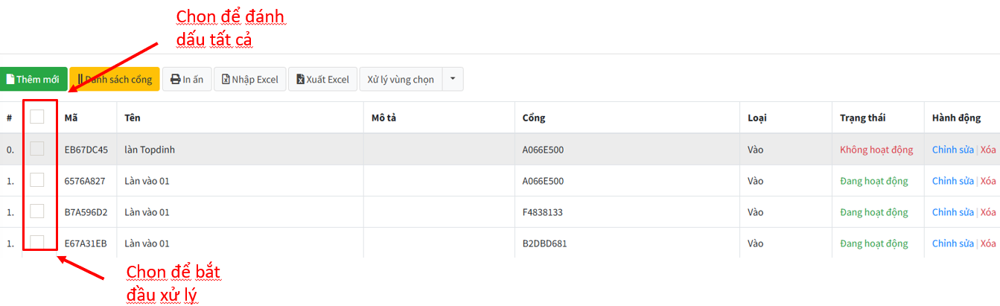 Chọn để đánh
dấu tất cả
Thêm mới Danh sách cổng In ấn Nhập Excel Xuất Excel Xử lý vùng chọn
# Mã Tên Mô tả Cổng Loại Trạng thái Hành động
0. EB67DC45 làn Topdinh A066E500 Vào Không hoạt động Chỉnh sửa | Xóa
1. 6576A827 Làn vào 01 A066E500 Vào Đang hoạt động Chỉnh sửa | Xóa
1. B7A596D2 Làn vào 01 F4838133 Vào Đang hoạt động Chỉnh sửa | Xóa
1. E67A31EB Làn vào 01 B2DBD681 Vào Đang hoạt động Chỉnh sửa | Xóa
Chọn để bắt
đầu xử lý